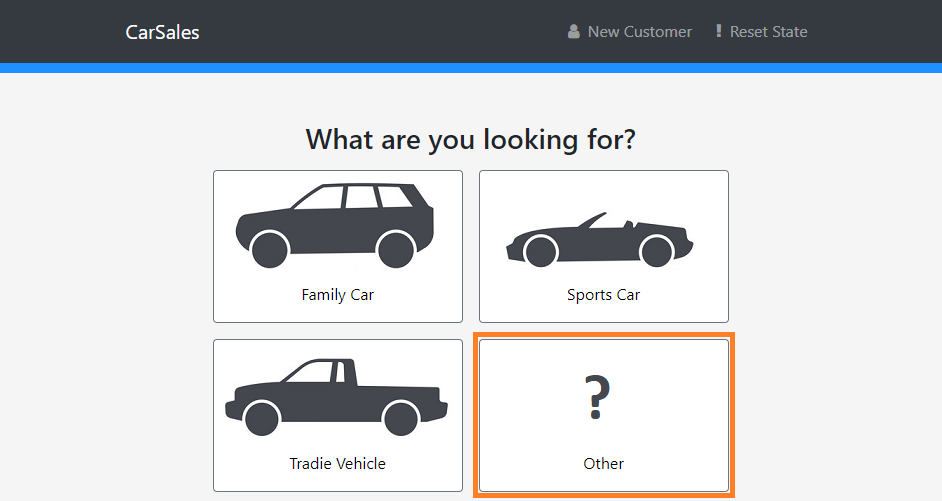 CarSales
New Customer
Reset State
What are you looking for?
Family Car
Sports Car
Tradie Vehicle
?
Other